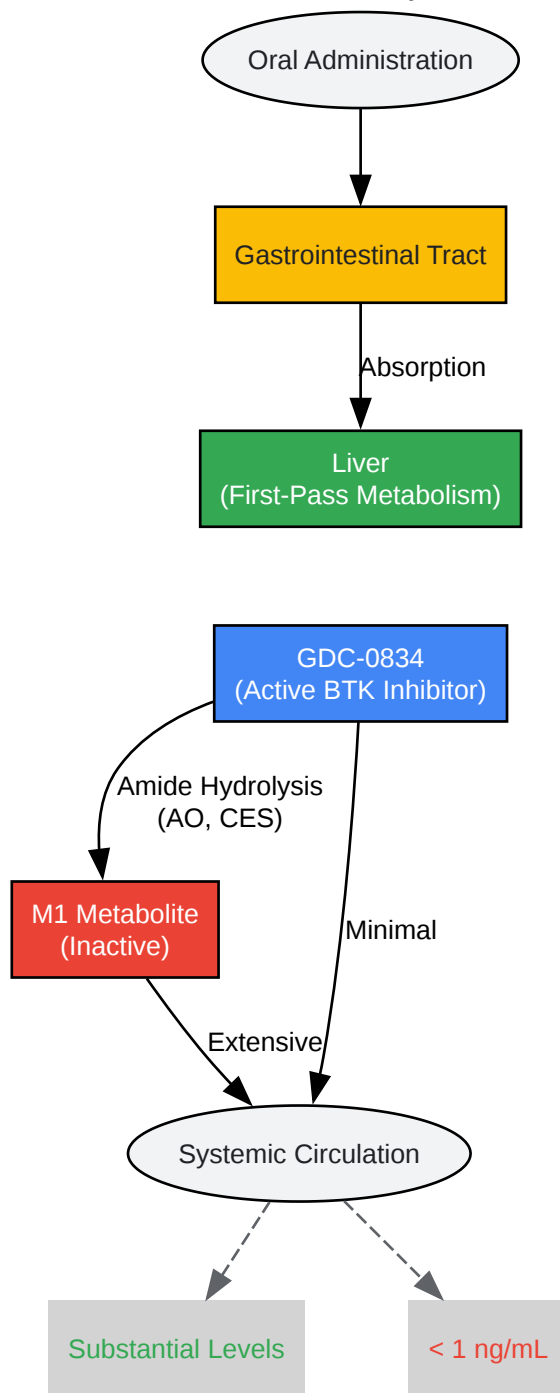 Oral Administration
Gastrointestinal Tract
Absorption
Liver
(First-Pass Metabolism)
GDC-0834
(Active BTK Inhibitor)
Amide Hydrolysis
(AO, CES)
M1 Metabolite
(Inactive)
Minimal
Extensive
Systemic Circulation
Substantial Levels
< 1 ng/mL